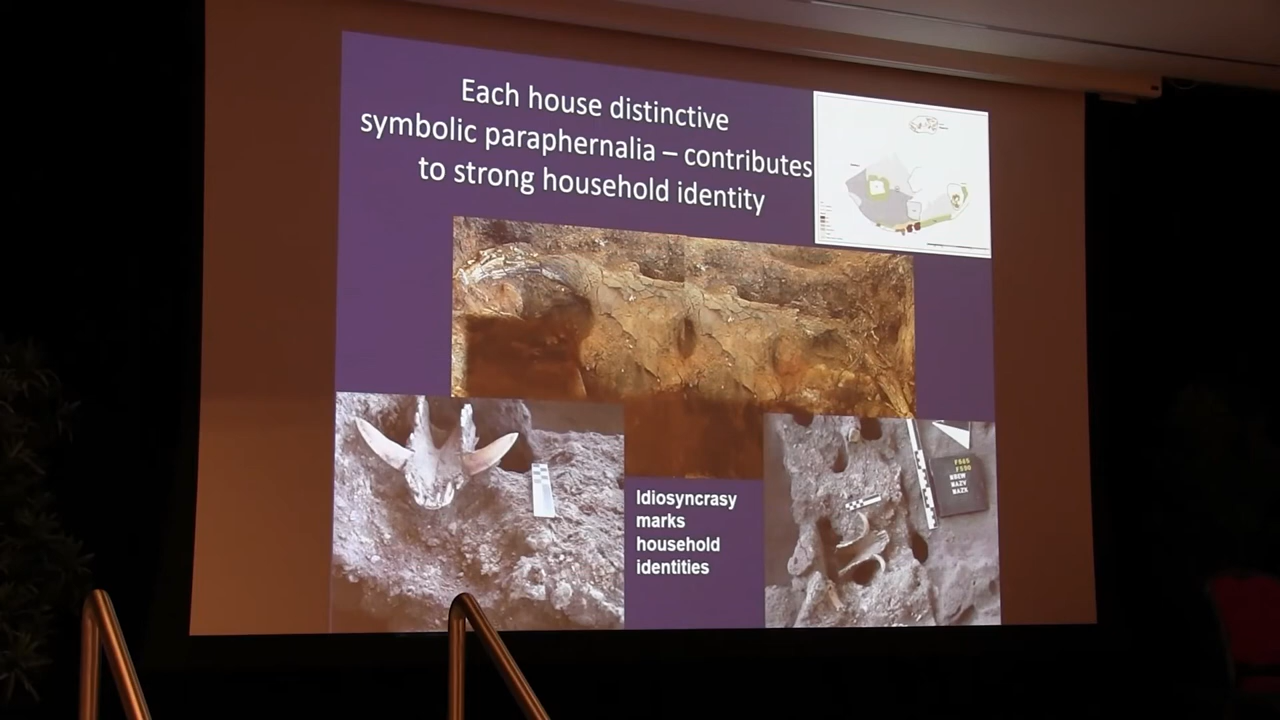 Each house distinctive
symbolic paraphernalia – contributes
to strong household identity
Idiosyncrasy
marks
household
identities